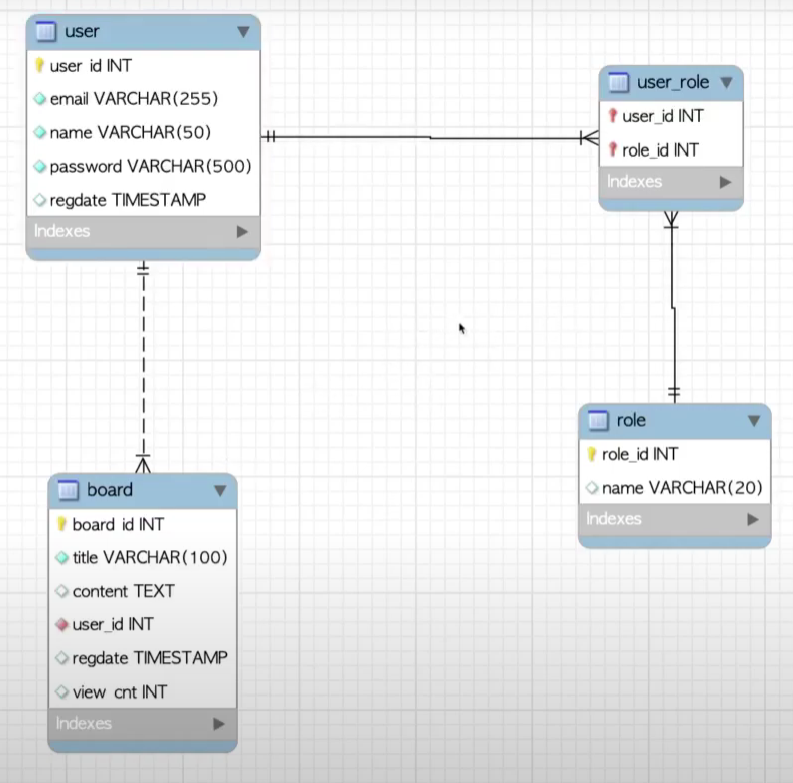 user
user id INT
email VARCHAR(255)
name VARCHAR(50)
password VARCHAR(500)
regdate TIMESTAMP
Indexes
user_role
user_id INT
role_id INT
Indexes
role
role_id INT
name VARCHAR(20)
Indexes
board
board id INT
title VARCHAR(100)
content TEXT
user_id INT
regdate TIMESTAMP
view cnt INT
Indexes